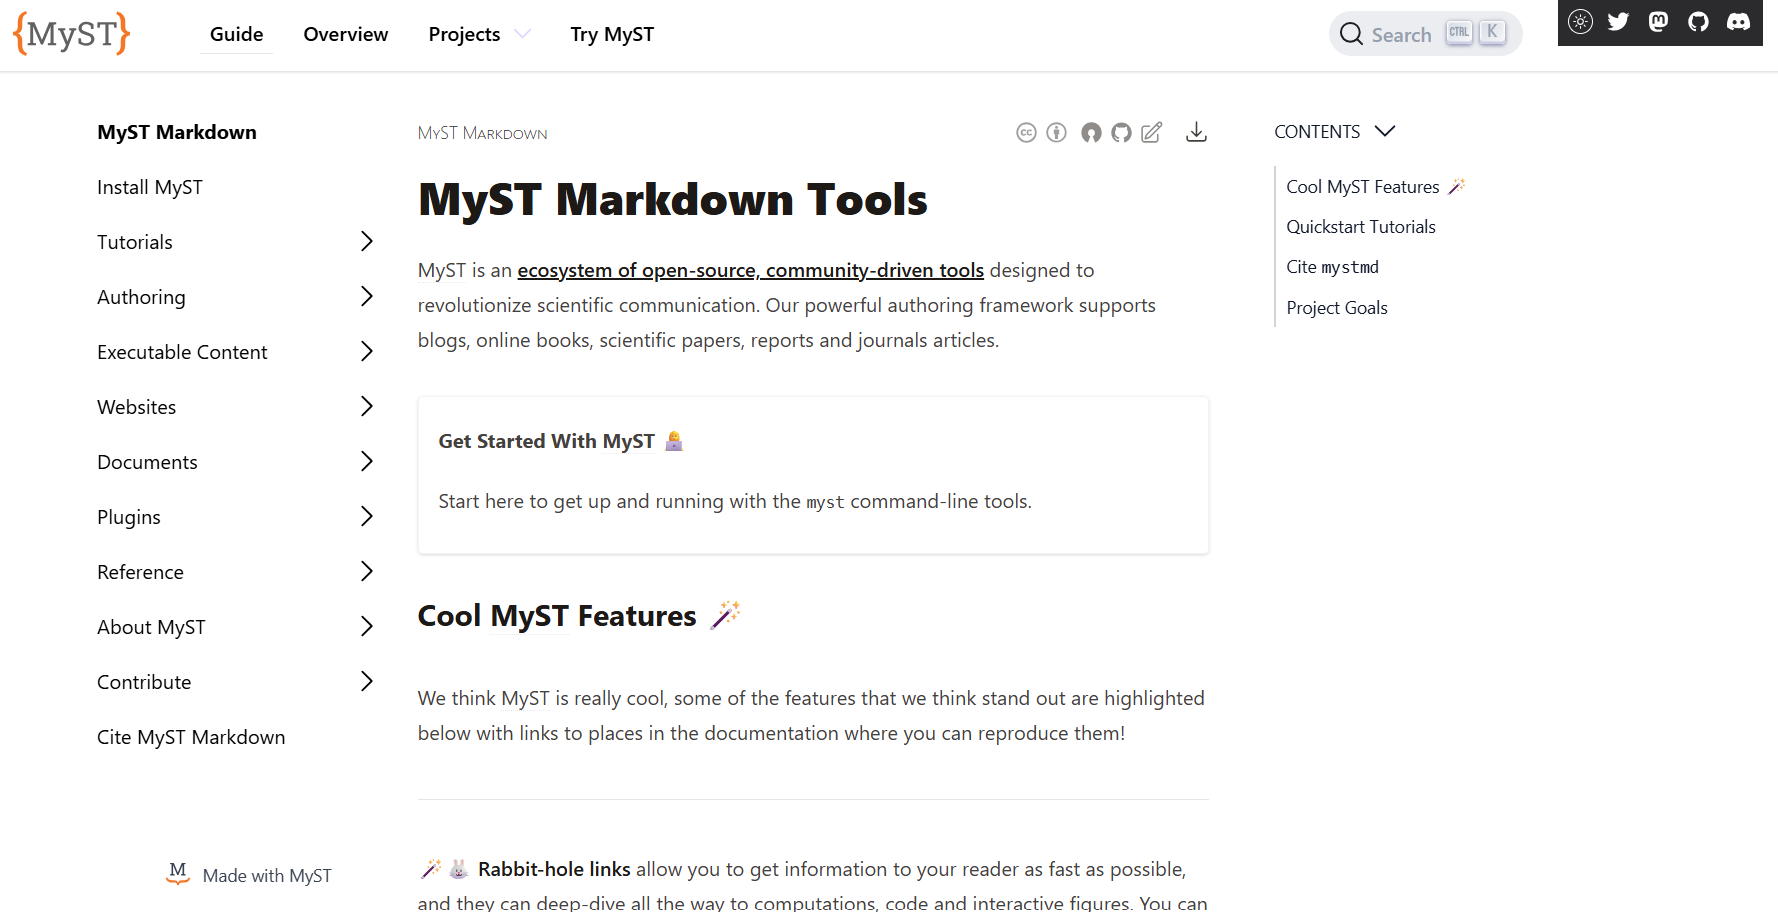 {MyST}
Guide
Overview
Projects
Try MyST
Search CTRL K
MyST Markdown
Install MyST
Tutorials
Authoring
Executable Content
Websites
Documents
Plugins
Reference
About MyST
Contribute
Cite MyST Markdown
M Made with MyST
MyST Markdown
cc
MyST Markdown Tools
MyST is an ecosystem of open-source, community-driven tools designed to
revolutionize scientific communication. Our powerful authoring framework supports
blogs, online books, scientific papers, reports and journals articles.
Get Started With MyST 🧑‍💻
Start here to get up and running with the myst command-line tools.
Cool MyST Features 🪄
We think MyST is really cool, some of the features that we think stand out are highlighted
below with links to places in the documentation where you can reproduce them!
🪄 🐰 Rabbit-hole links allow you to get information to your reader as fast as possible,
and they can deep-dive all the way to computations, code and interactive figures. You can
CONTENTS
Cool MyST Features 🪄
Quickstart Tutorials
Cite mystmd
Project Goals